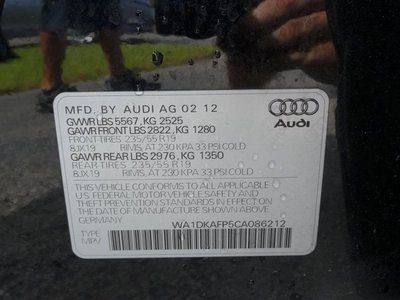 MFD. BY AUDI AG 02 12
GVWR LBS 5567, KG 2525
GAWR FRONT LBS 2822, KG 1280
FRONT-TIRES 235/55 R19
8JX19 RIMS, AT 230 KPA 33 PSI COLD
GAWR REAR LBS 2976, KG 1350
REAR-TIRES 235/55 R19
8JX19 RIMS, AT 230 KPA 33 PSI COLD
THIS VEHICLE CONFORMS TO ALL APPLICABLE
U.S. FEDERAL MOTOR VEHICLE SAFETY AND
THEFT PREVENTION STANDARDS IN EFFECT ON
THE DATE OF MANUFACTURE SHOWN ABOVE.
GERMANY
WA1DKAFP5CA086212
TYPE
MPV
Audi